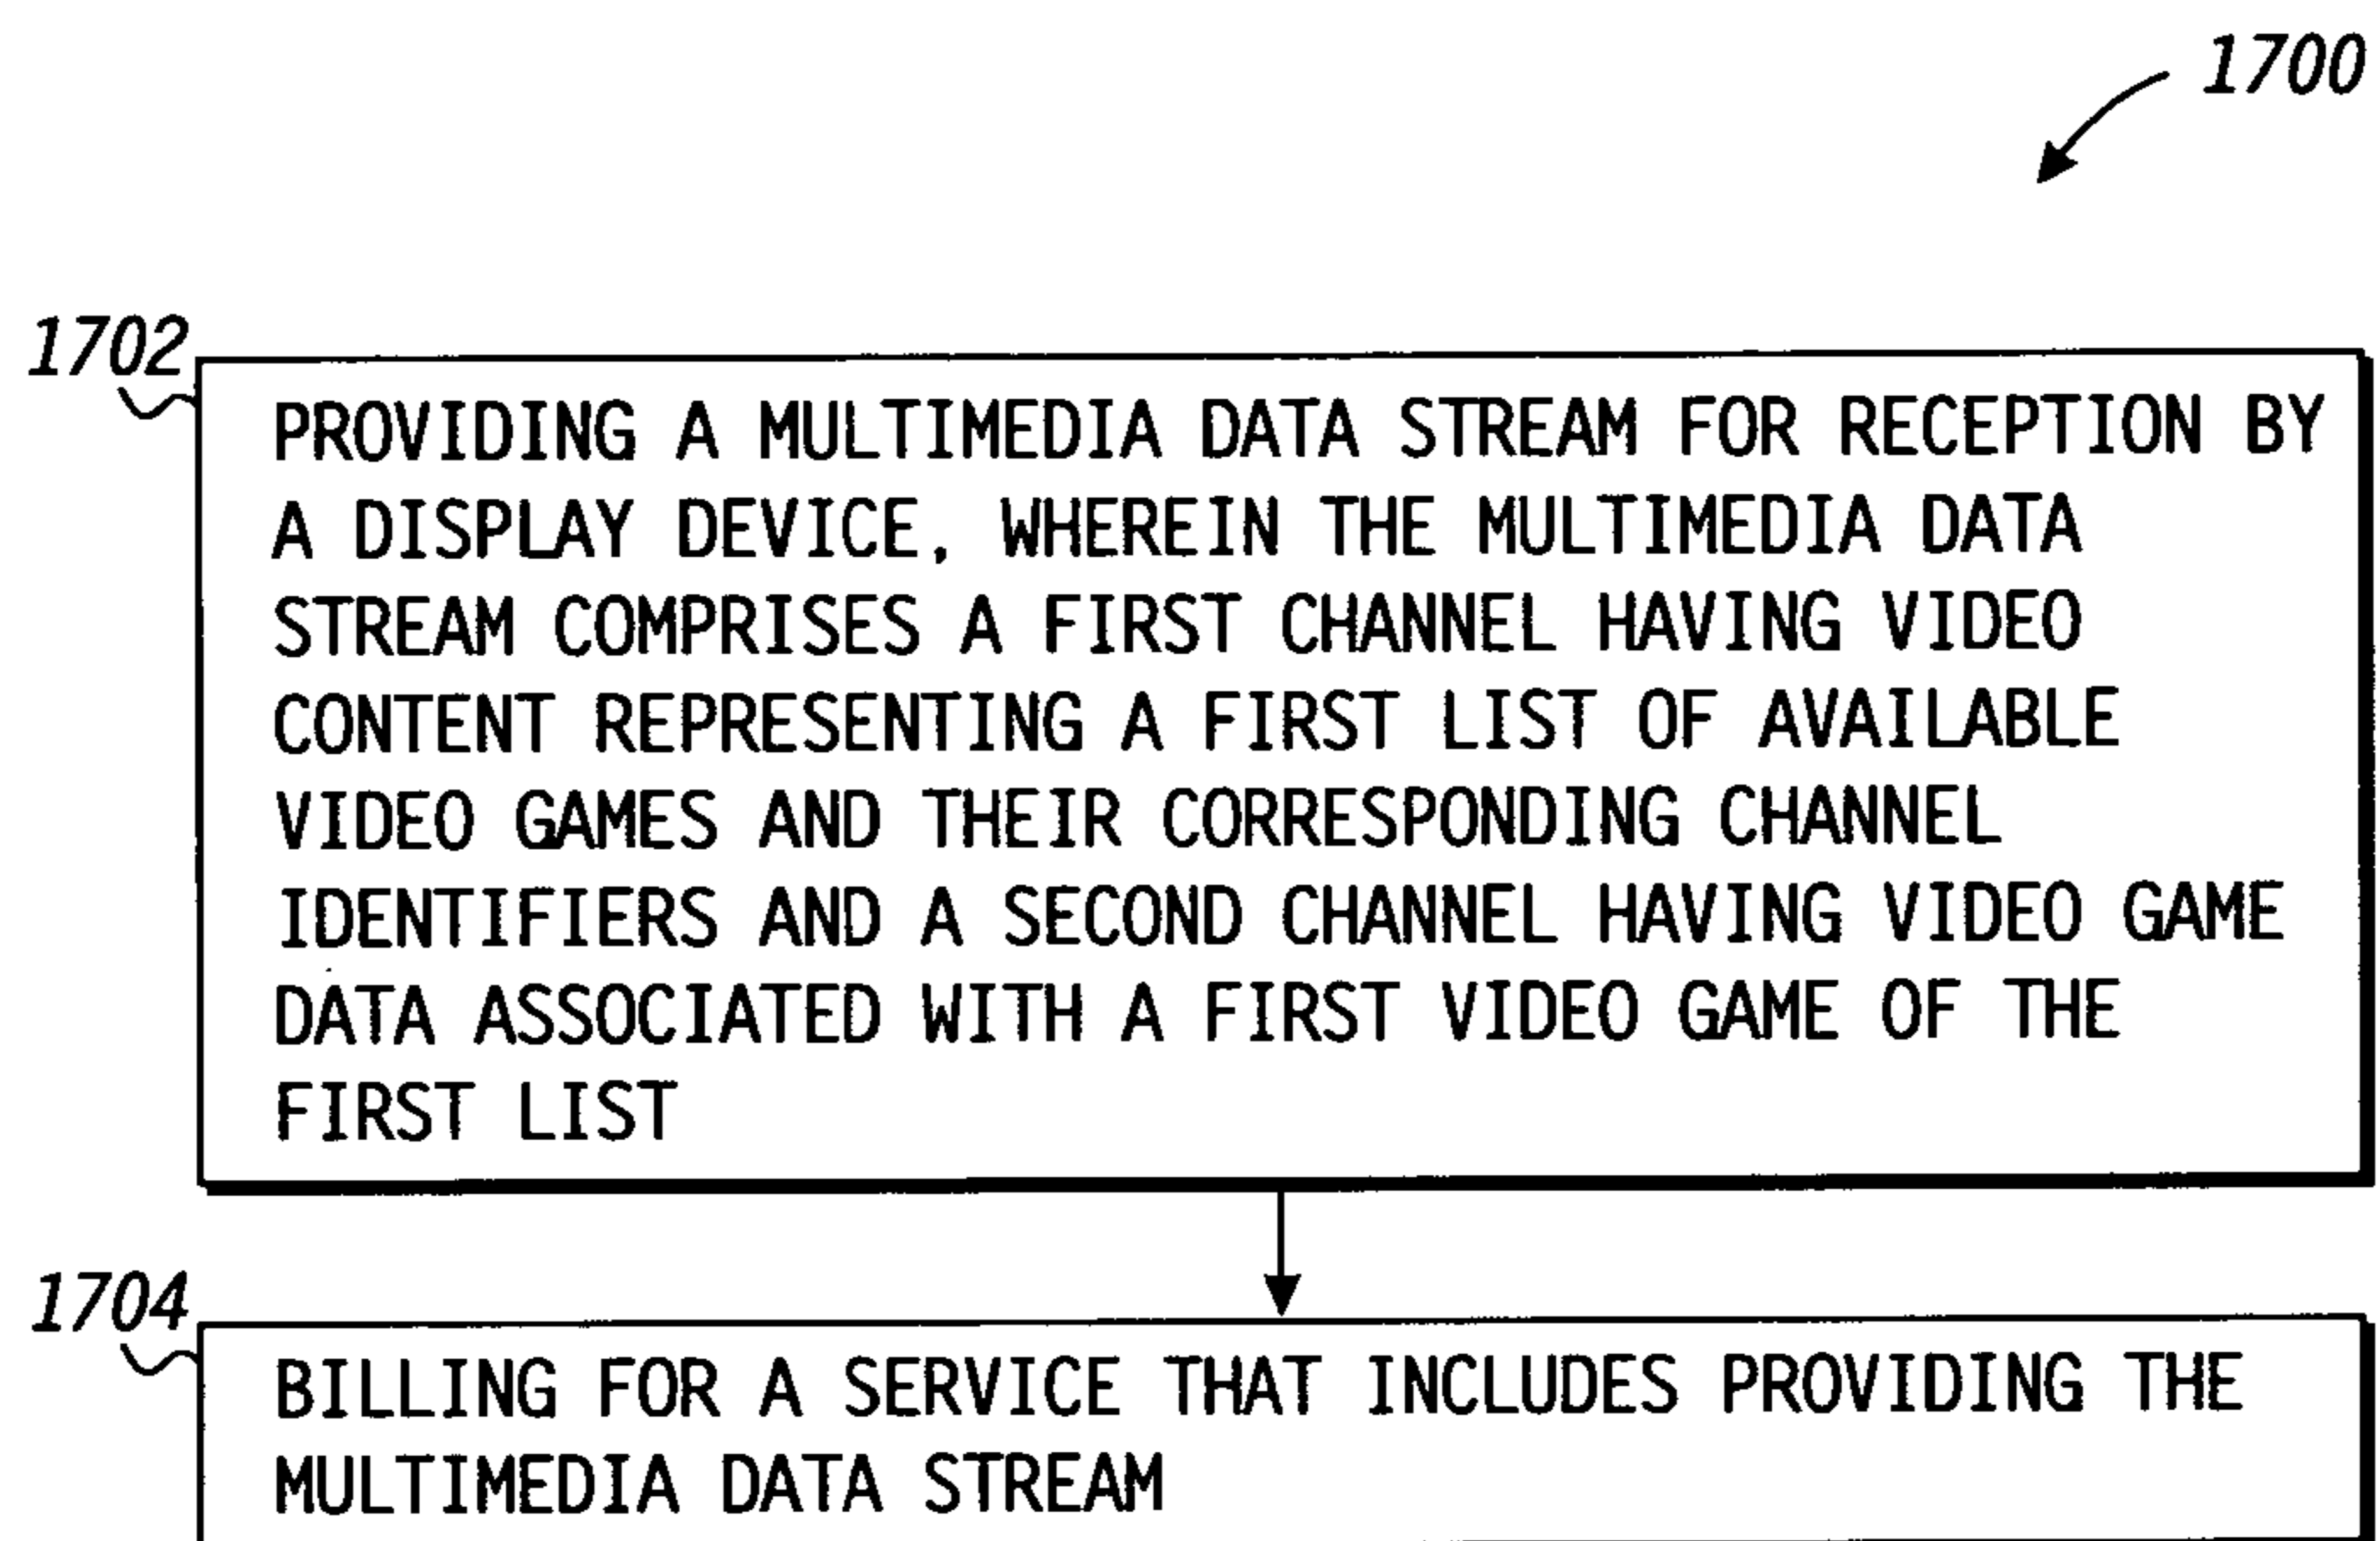 1700
1702
PROVIDING A MULTIMEDIA DATA STREAM FOR RECEPTION BY
A DISPLAY DEVICE, WHEREIN THE MULTIMEDIA DATA
STREAM COMPRISES A FIRST CHANNEL HAVING VIDEO
CONTENT REPRESENTING A FIRST LIST OF AVAILABLE
VIDEO GAMES AND THEIR CORRESPONDING CHANNEL
IDENTIFIERS AND A SECOND CHANNEL HAVING VIDEO GAME
DATA ASSOCIATED WITH A FIRST VIDEO GAME OF THE
FIRST LIST
1704
BILLING FOR A SERVICE THAT INCLUDES PROVIDING THE
MULTIMEDIA DATA STREAM